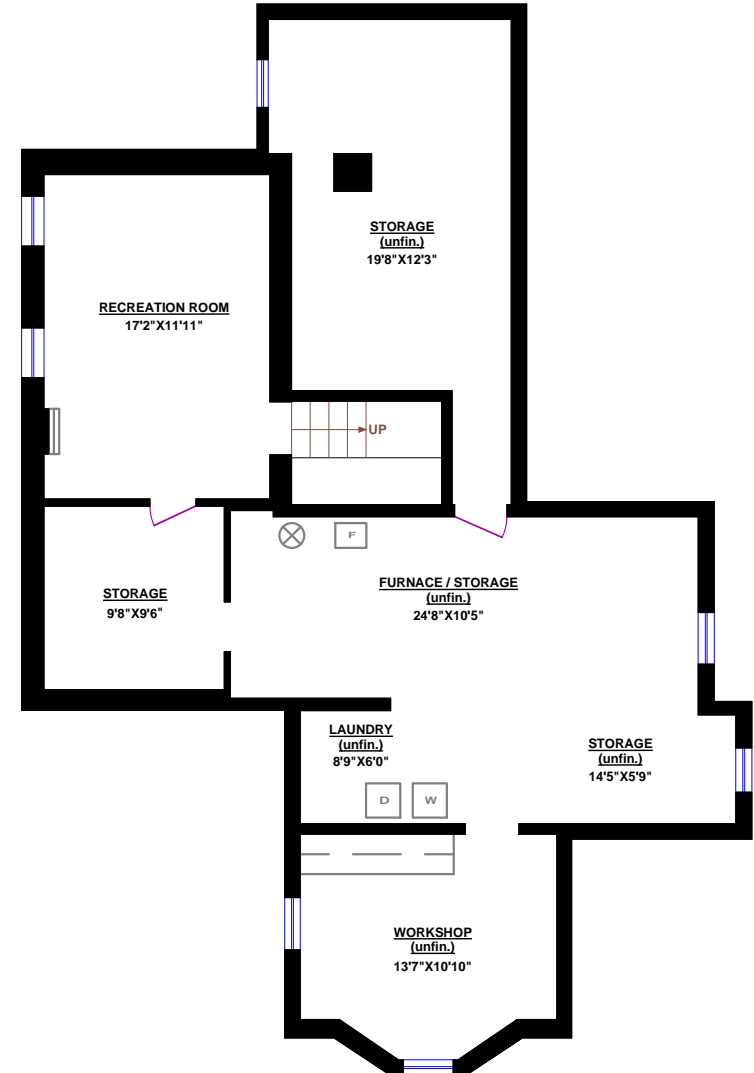 STORAGE
(unfin.)
19'8"X12'3"
RECREATION ROOM
17'2"X11'11"
UP
F
STORAGE
9'8"X9'6"
FURNACE / STORAGE
(unfin.)
24'8"X10'5"
LAUNDRY
(unfin.)
8'9"X6'0"
STORAGE
(unfin.)
14'5"X5'9"
D
W
WORKSHOP
(unfin.)
13'7"X10'10"